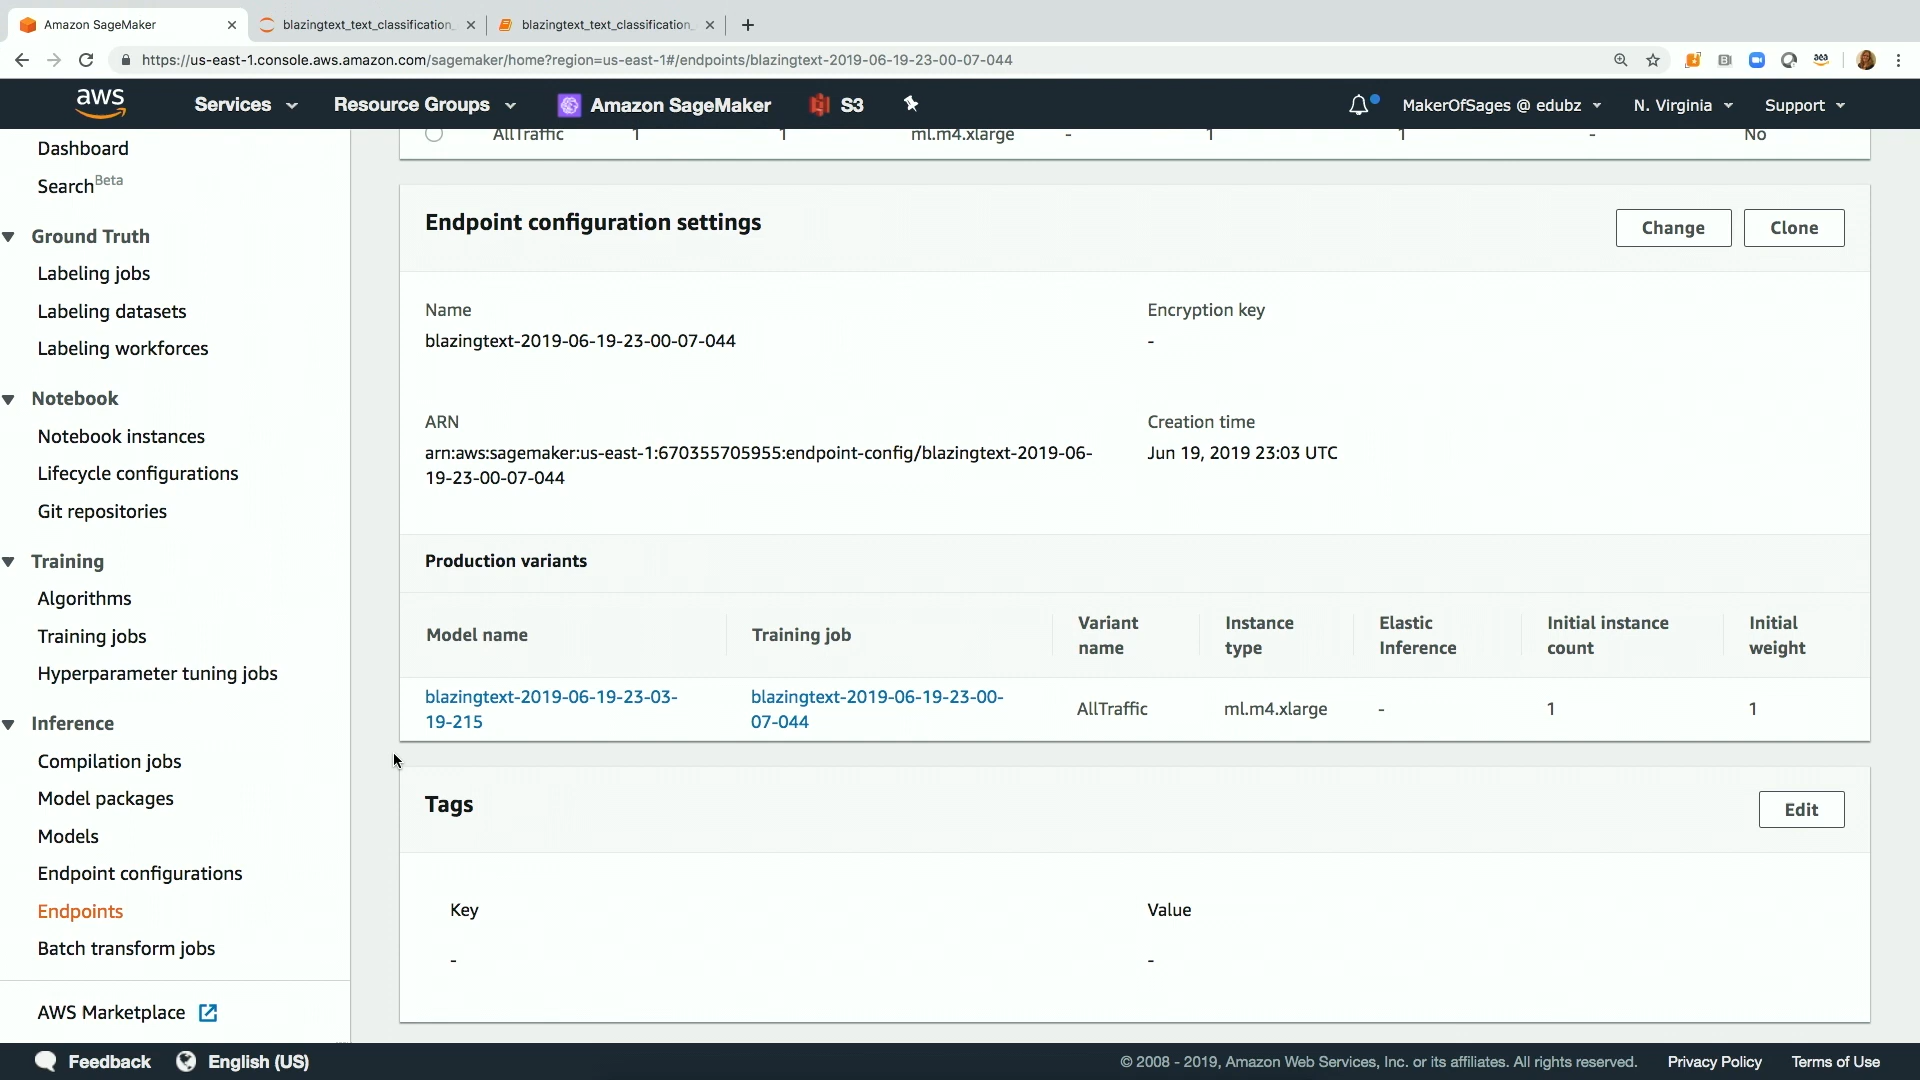 Amazon SageMaker
blazingtext_text_classification_
blazingtext_text_classification_
https://us-east-1.console.aws.amazon.com/sagemaker/home?region=us-east-1#/endpoints/blazingtext-2019-06-19-23-00-07-044
aws
Services
Resource Groups
Amazon SageMaker
S3
MakerOfSages @ edubz
N. Virginia
Support
Dashboard
Search Beta
Ground Truth
Labeling jobs
Labeling datasets
Labeling workforces
Notebook
Notebook instances
Lifecycle configurations
Git repositories
Training
Algorithms
Training jobs
Hyperparameter tuning jobs
Inference
Compilation jobs
Model packages
Models
Endpoint configurations
Endpoints
Batch transform jobs
AWS Marketplace
AllTraffic 1 1 ml.m4.xlarge - 1 1 - No
Endpoint configuration settings
Change
Clone
Name
blazingtext-2019-06-19-23-00-07-044
Encryption key
-
ARN
arn:aws:sagemaker:us-east-1:670355705955:endpoint-config/blazingtext-2019-06-
19-23-00-07-044
Creation time
Jun 19, 2019 23:03 UTC
Production variants
Model name
Training job
Variant
name
Instance
type
Elastic
Inference
Initial instance
count
Initial
weight
blazingtext-2019-06-19-23-03-
19-215
blazingtext-2019-06-19-23-00-
07-044
AllTraffic
ml.m4.xlarge
-
1
1
Tags
Edit
Key
Value
-
-
Feedback
English (US)
© 2008 - 2019, Amazon Web Services, Inc. or its affiliates. All rights reserved.
Privacy Policy
Terms of Use